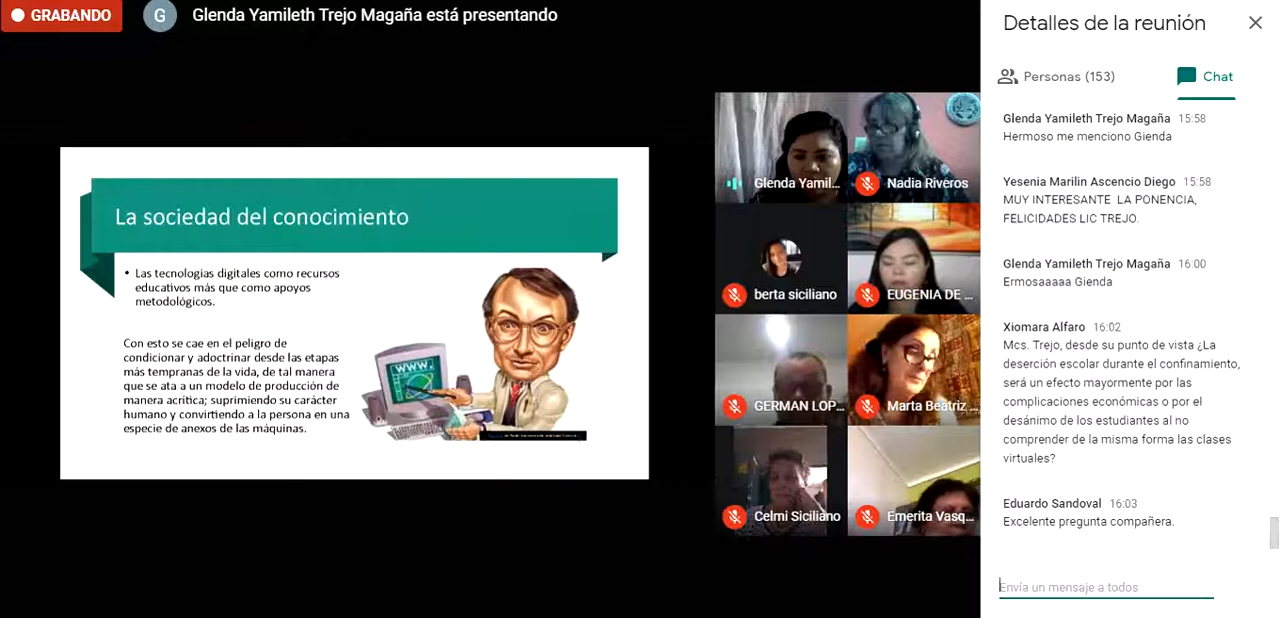 GRABANDO
G
Glenda Yamileth Trejo Magaña está presentando
La sociedad del conocimiento
• Las tecnologías digitales como recursos
educativos más que como apoyos
metodológicos.
Con esto se cae en el peligro de
condicionar y adoctrinar desde las etapas
más tempranas de la vida, de tal manera
que se ata a un modelo de producción de
manera acrítica; suprimiendo su carácter
humano y convirtiendo a la persona en una
especie de anexos de las máquinas.
WWW.
Glenda Yamil...
Nadia Riveros
berta siciliano
EUGENIA DE ...
GERMAN LOP...
Marta Beatriz ...
Celmi Siciliano
Emerita Vasq...
Detalles de la reunión
Personas (153)
Chat
Glenda Yamileth Trejo Magaña 15:58
Hermoso me menciono Gienda
Yesenia Marilin Ascencio Diego 15:58
MUY INTERESANTE LA PONENCIA,
FELICIDADES LIC TREJO.
Glenda Yamileth Trejo Magaña 16:00
Ermosaaaaa Gienda
Xiomara Alfaro 16:02
Mcs. Trejo, desde su punto de vista ¿La
deserción escolar durante el confinamiento,
será un efecto mayormente por las
complicaciones económicas o por el
desánimo de los estudiantes al no
comprender de la misma forma las clases
virtuales?
Eduardo Sandoval 16:03
Excelente pregunta compañera.
Envía un mensaje a todos